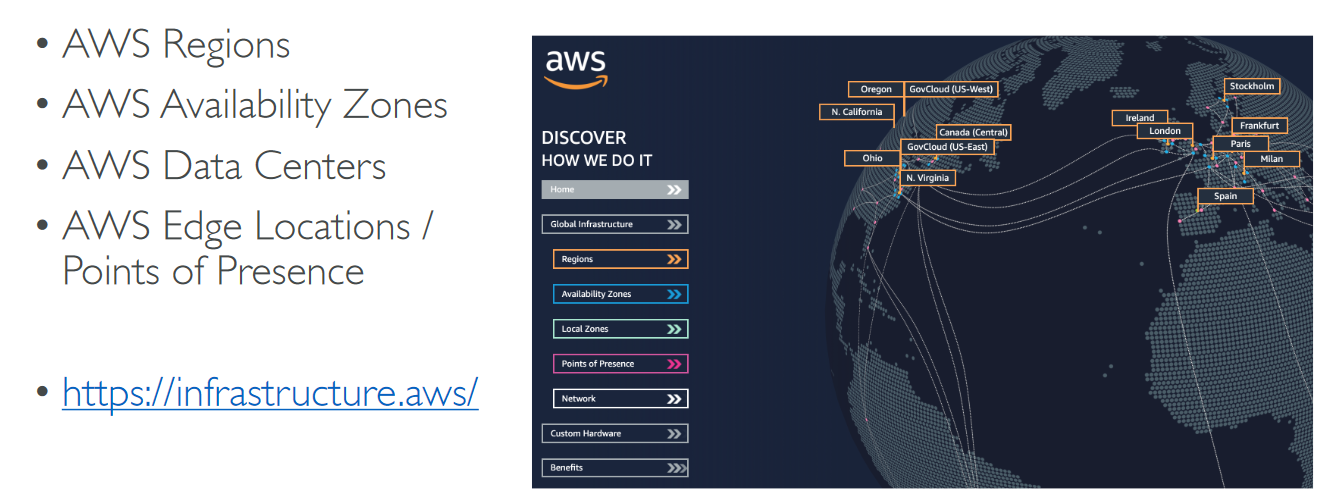 • AWS Regions
• AWS Availability Zones
• AWS Data Centers
• AWS Edge Locations /
Points of Presence
• https://infrastructure.aws/
aws
DISCOVER
HOW WE DO IT
Home
Global Infrastructure
Regions
Availability Zones
Local Zones
Points of Presence
Network
Custom Hardware
Benefits
Oregon
GovCloud (US-West)
N. California
Canada (Central)
GovCloud (US-East)
Ohio
N. Virginia
Stockholm
Ireland
London
Frankfurt
Paris
Milan
Spain